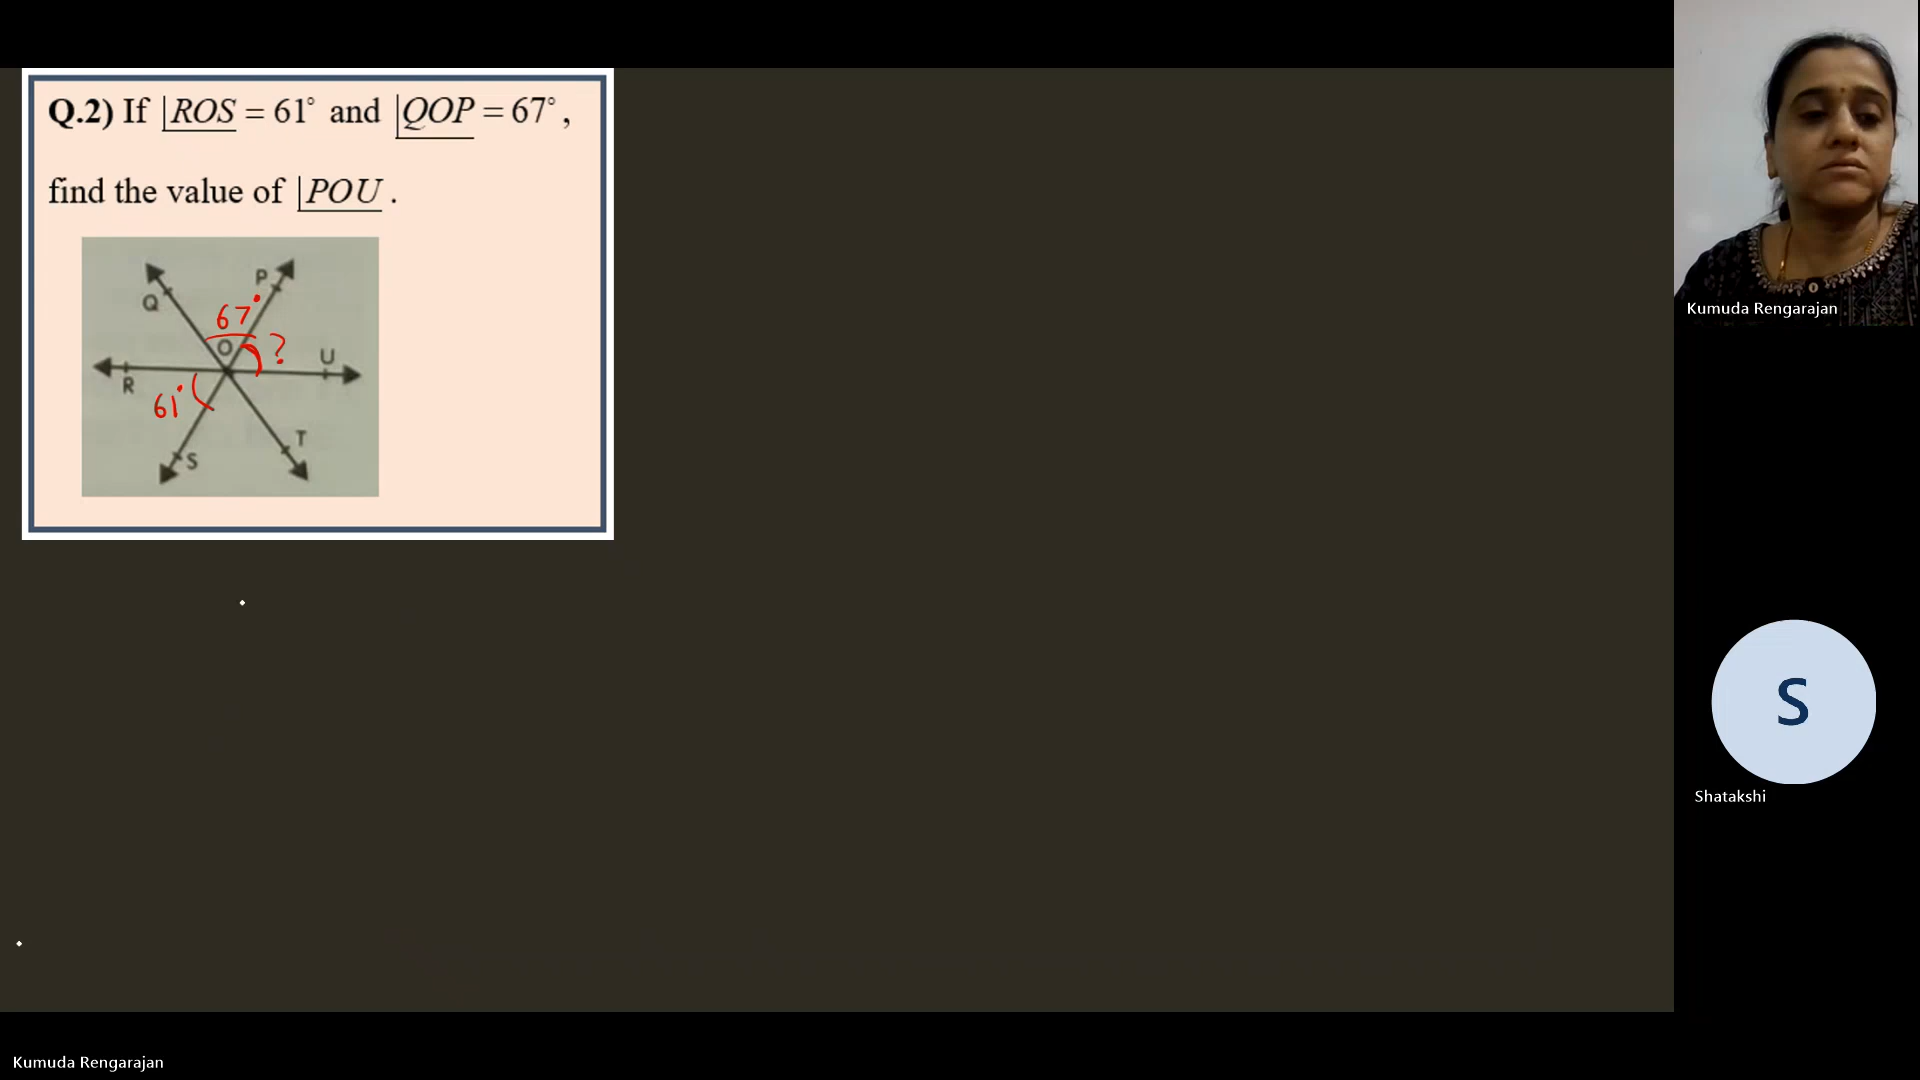 Q.2) If ∠ROS = 61° and ∠QOP = 67°,
find the value of ∠POU .
P
Q
67°
O
?
U
R
61°
T
S
Kumuda Rengarajan
S
Shatakshi
Kumuda Rengarajan